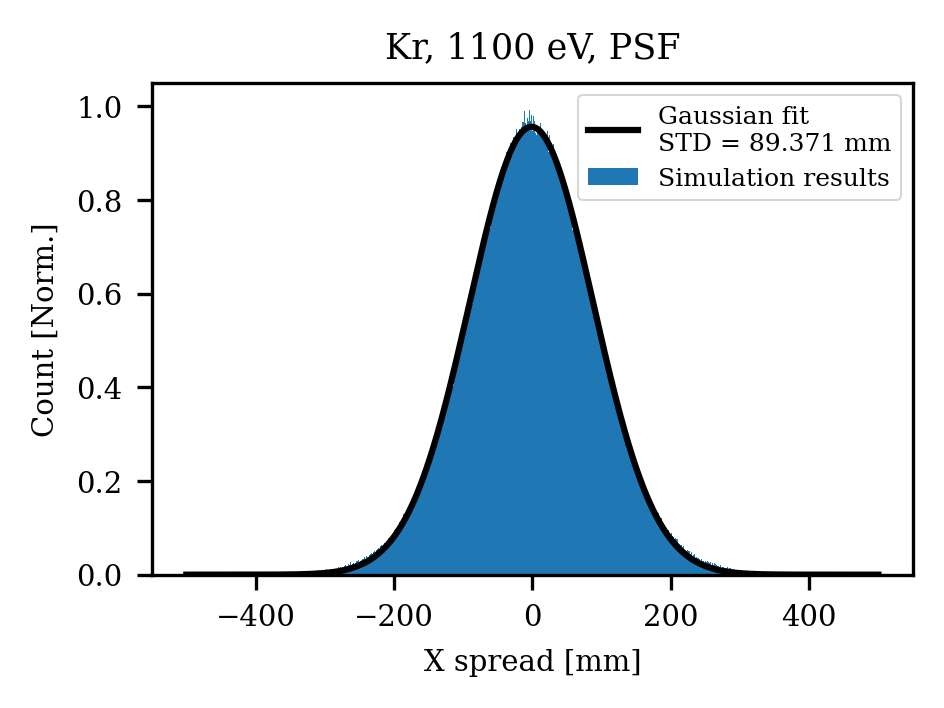 Kr, 1100 eV, PSF
Gaussian fit
STD = 89.371 mm
Simulation results
Count [Norm.]
1.0
0.8
0.6
0.4
0.2
0.0
−400
−200
0
200
400
X spread [mm]